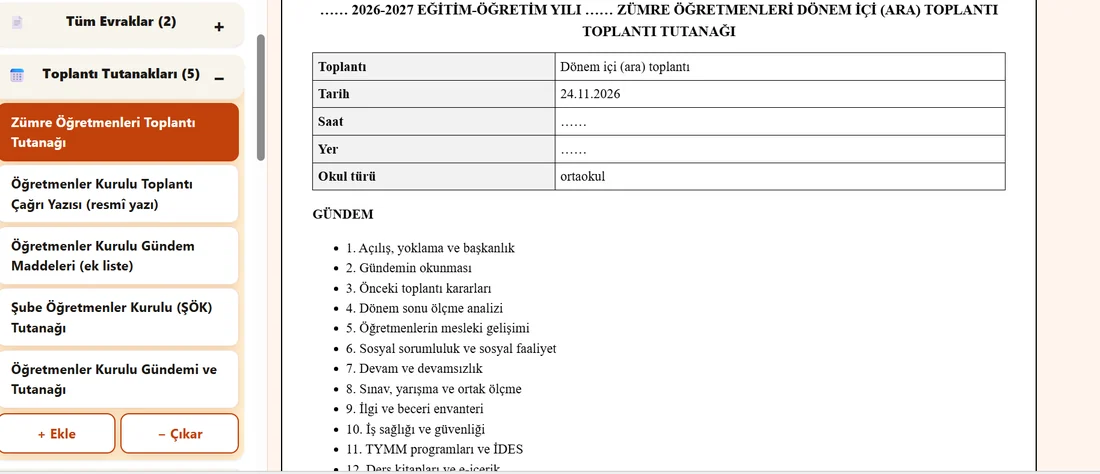 Tüm Evraklar (2)
+
Toplantı Tutanakları (5)
–
Zümre Öğretmenleri Toplantı
Tutanağı
Öğretmenler Kurulu Toplantı
Çağrı Yazısı (resmî yazı)
Öğretmenler Kurulu Gündem
Maddeleri (ek liste)
Şube Öğretmenler Kurulu (ŞÖK)
Tutanağı
Öğretmenler Kurulu Gündemi ve
Tutanağı
+ Ekle
– Çıkar
…… 2026-2027 EĞİTİM-ÖĞRETİM YILI …… ZÜMRE ÖĞRETMENLERİ DÖNEM İÇİ (ARA) TOPLANTI
TOPLANTI TUTANAĞI
Toplantı Dönem içi (ara) toplantı
Tarih 24.11.2026
Saat ……
Yer ……
Okul türü ortaokul
GÜNDEM
• 1. Açılış, yoklama ve başkanlık
• 2. Gündemin okunması
• 3. Önceki toplantı kararları
• 4. Dönem sonu ölçme analizi
• 5. Öğretmenlerin mesleki gelişimi
• 6. Sosyal sorumluluk ve sosyal faaliyet
• 7. Devam ve devamsızlık
• 8. Sınav, yarışma ve ortak ölçme
• 9. İlgi ve beceri envanteri
• 10. İş sağlığı ve güvenliği
• 11. TYMM programları ve İDES
• 12. Ders kitapları ve e-içerik